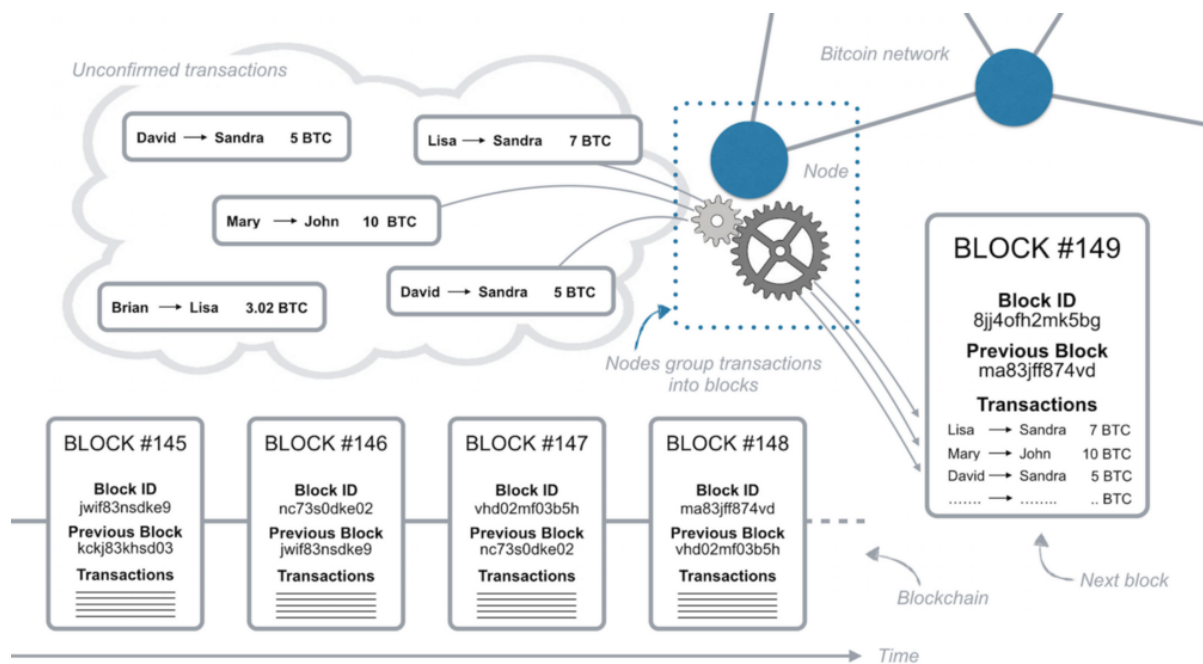 Unconfirmed transactions
Bitcoin network
David → Sandra 5 BTC
Lisa → Sandra 7 BTC
Node
Mary → John 10 BTC
David → Sandra 5 BTC
Brian → Lisa 3.02 BTC
Nodes group transactions
into blocks
BLOCK #149
Block ID
8jj4ofh2mk5bg
Previous Block
ma83jff874vd
Transactions
Lisa → Sandra 7 BTC
Mary → John 10 BTC
David → Sandra 5 BTC
....... → ........ .. BTC
BLOCK #145
Block ID
jwif83nsdke9
Previous Block
kckj83khsd03
Transactions
BLOCK #146
Block ID
nc73s0dke02
Previous Block
jwif83nsdke9
Transactions
BLOCK #147
Block ID
vhd02mf03b5h
Previous Block
nc73s0dke02
Transactions
BLOCK #148
Block ID
ma83jff874vd
Previous Block
vhd02mf03b5h
Transactions
Blockchain
Next block
Time